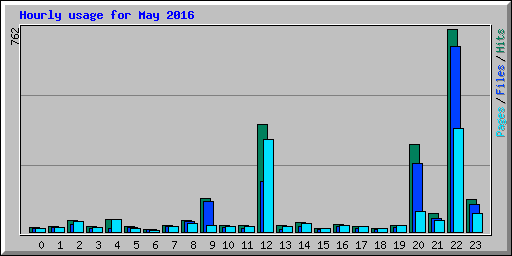 Hourly usage for May 2016
762
Pages/Files/Hits
0 1 2 3 4 5 6 7 8 9 10 11 12 13 14 15 16 17 18 19 20 21 22 23